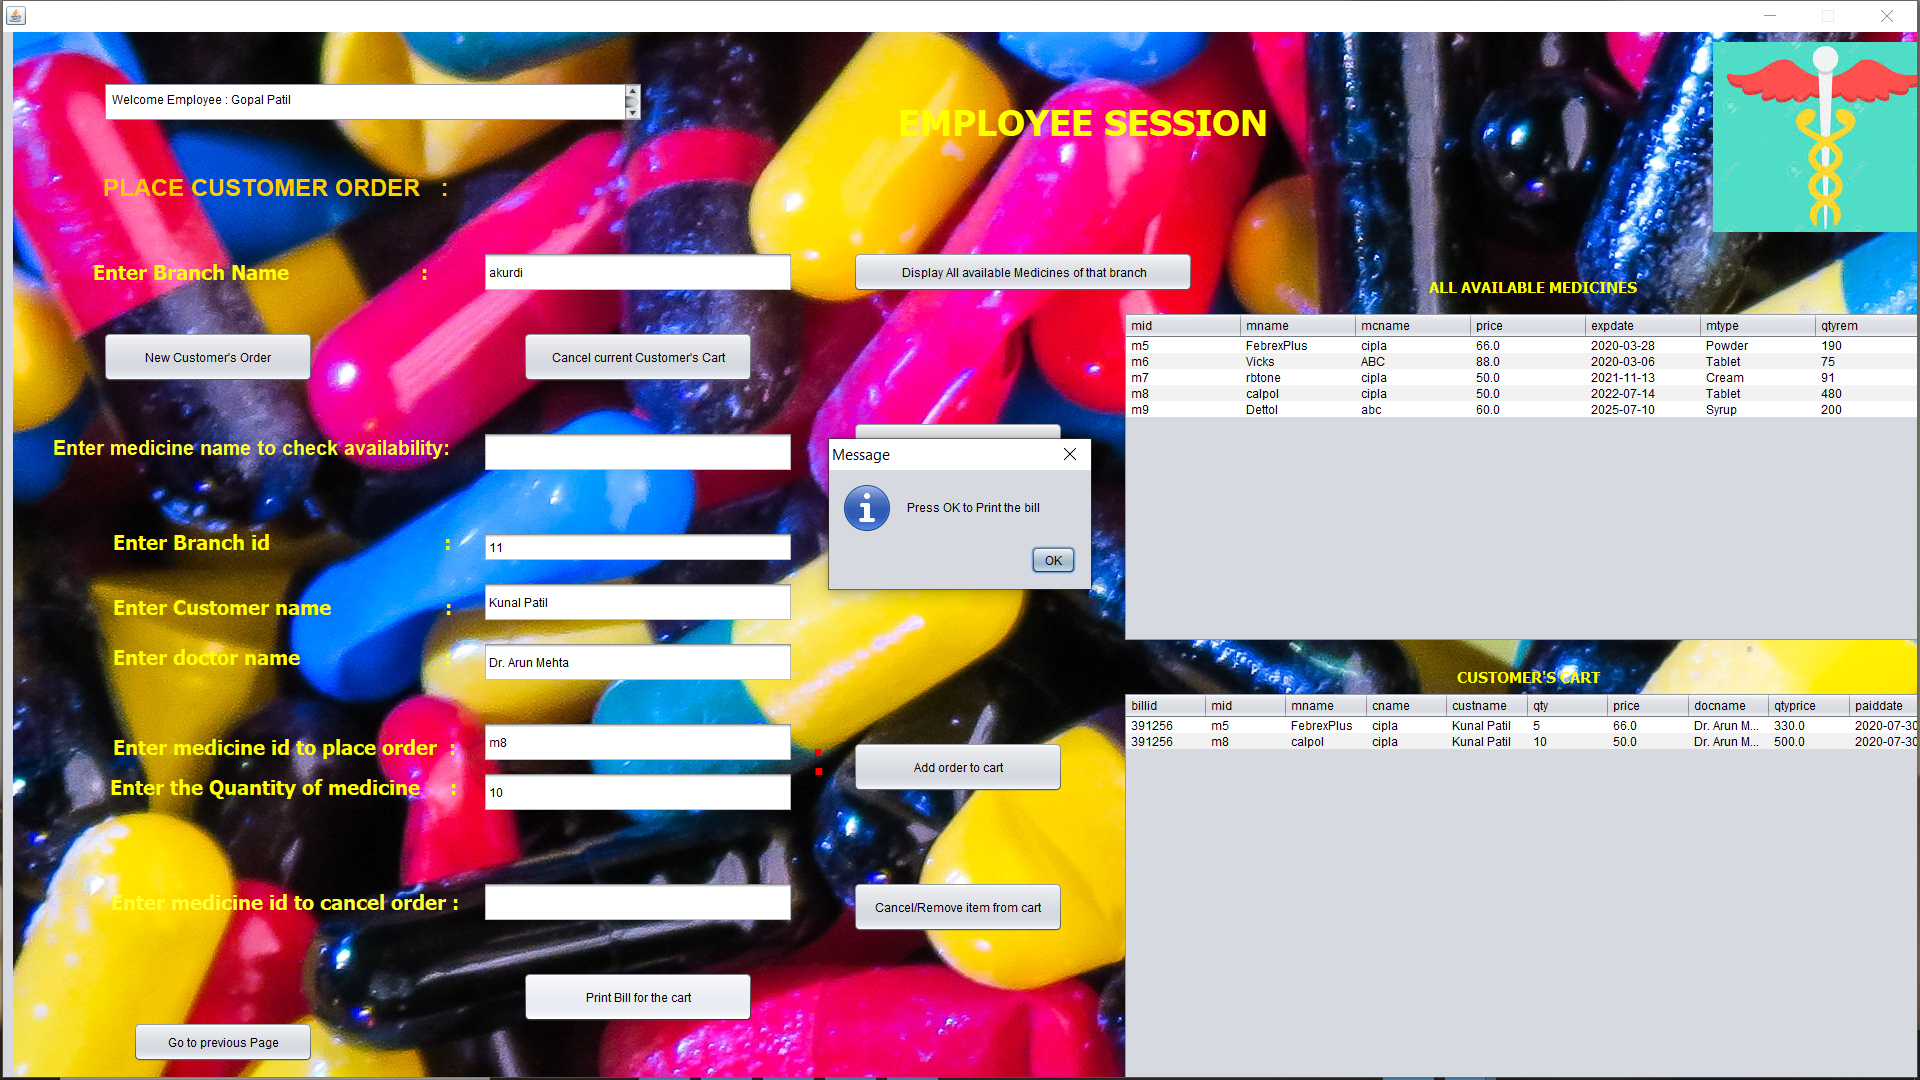 Welcome Employee : Gopal Patil
EMPLOYEE SESSION
PLACE CUSTOMER ORDER :
Enter Branch Name :
akurdi
Display All available Medicines of that branch
New Customer's Order
Cancel current Customer's Cart
Enter medicine name to check availability:
Message
Press OK to Print the bill
OK
Enter Branch id :
11
Enter Customer name :
Kunal Patil
Enter doctor name :
Dr. Arun Mehta
Enter medicine id to place order :
m8
:
Add order to cart
Enter the Quantity of medicine :
10
Enter medicine id to cancel order :
Cancel/Remove item from cart
Print Bill for the cart
Go to previous Page
ALL AVAILABLE MEDICINES
mid mname mcname price expdate mtype qtyrem
m5 FebrexPlus cipla 66.0 2020-03-28 Powder 190
m6 Vicks ABC 88.0 2020-03-06 Tablet 75
m7 rbtone cipla 50.0 2021-11-13 Cream 91
m8 calpol cipla 50.0 2022-07-14 Tablet 480
m9 Dettol abc 60.0 2025-07-10 Syrup 200
CUSTOMER'S CART
billid mid mname cname custname qty price docname qtyprice paiddate
391256 m5 FebrexPlus cipla Kunal Patil 5 66.0 Dr. Arun M... 330.0 2020-07-30
391256 m8 calpol cipla Kunal Patil 10 50.0 Dr. Arun M... 500.0 2020-07-30